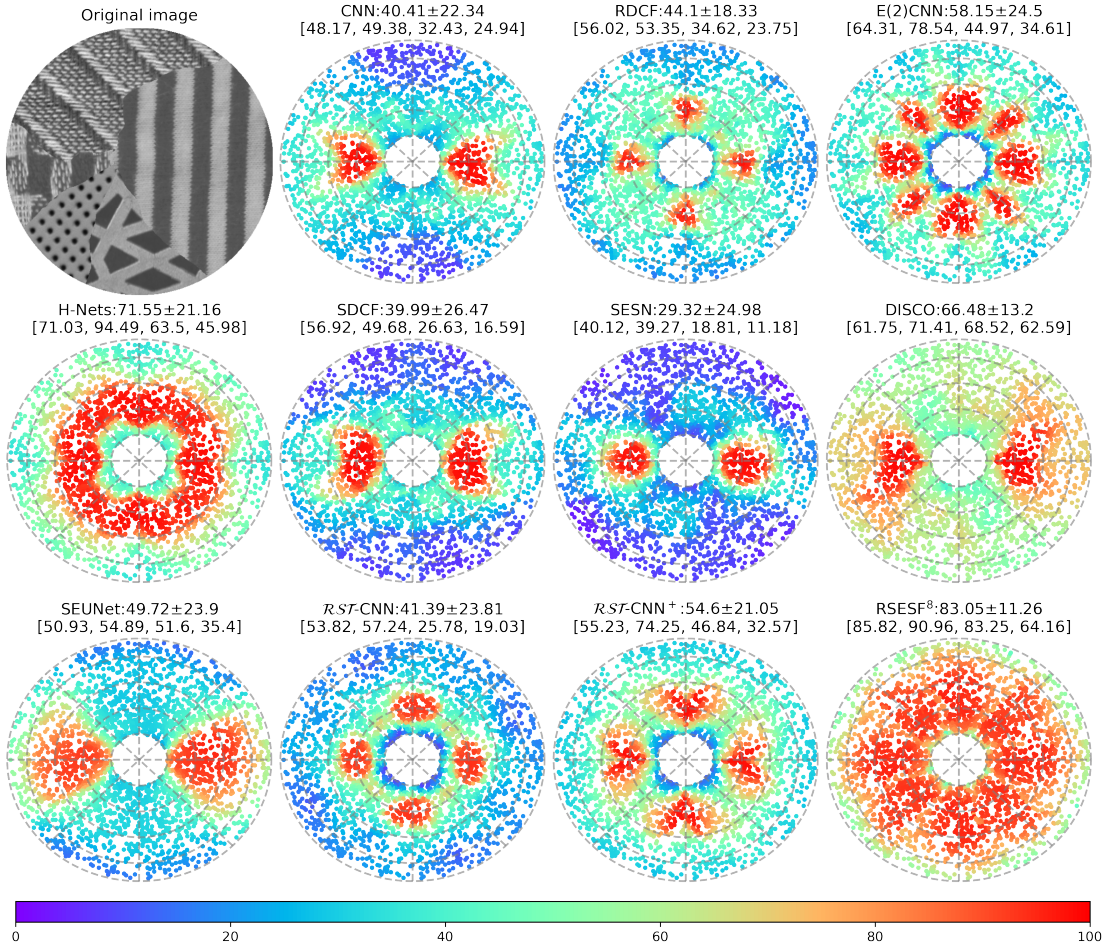 Original image
CNN:40.41±22.34
[48.17, 49.38, 32.43, 24.94]
RDCF:44.1±18.33
[56.02, 53.35, 34.62, 23.75]
E(2)CNN:58.15±24.5
[64.31, 78.54, 44.97, 34.61]
H-Nets:71.55±21.16
[71.03, 94.49, 63.5, 45.98]
SDCF:39.99±26.47
[56.92, 49.68, 26.63, 16.59]
SESN:29.32±24.98
[40.12, 39.27, 18.81, 11.18]
DISCO:66.48±13.2
[61.75, 71.41, 68.52, 62.59]
SEUNet:49.72±23.9
[50.93, 54.89, 51.6, 35.4]
ℛ𝒮𝒯-CNN:41.39±23.81
[53.82, 57.24, 25.78, 19.03]
ℛ𝒮𝒯-CNN⁺:54.6±21.05
[55.23, 74.25, 46.84, 32.57]
RSESF⁸:83.05±11.26
[85.82, 90.96, 83.25, 64.16]
0 20 40 60 80 100